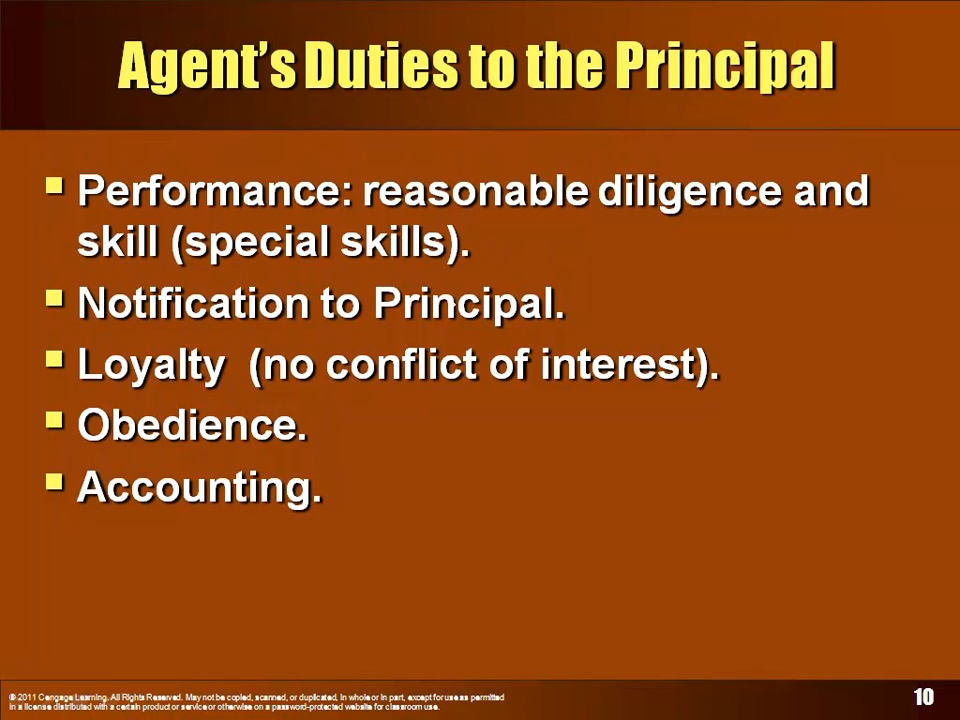 Agent’s Duties to the Principal
Performance: reasonable diligence and
skill (special skills).
Notification to Principal.
Loyalty (no conflict of interest).
Obedience.
Accounting.
© 2011 Cengage Learning. All Rights Reserved. May not be copied, scanned, or duplicated, in whole or in part, except for use as permitted
in a license distributed with a certain product or service or otherwise on a password-protected website for classroom use.
10